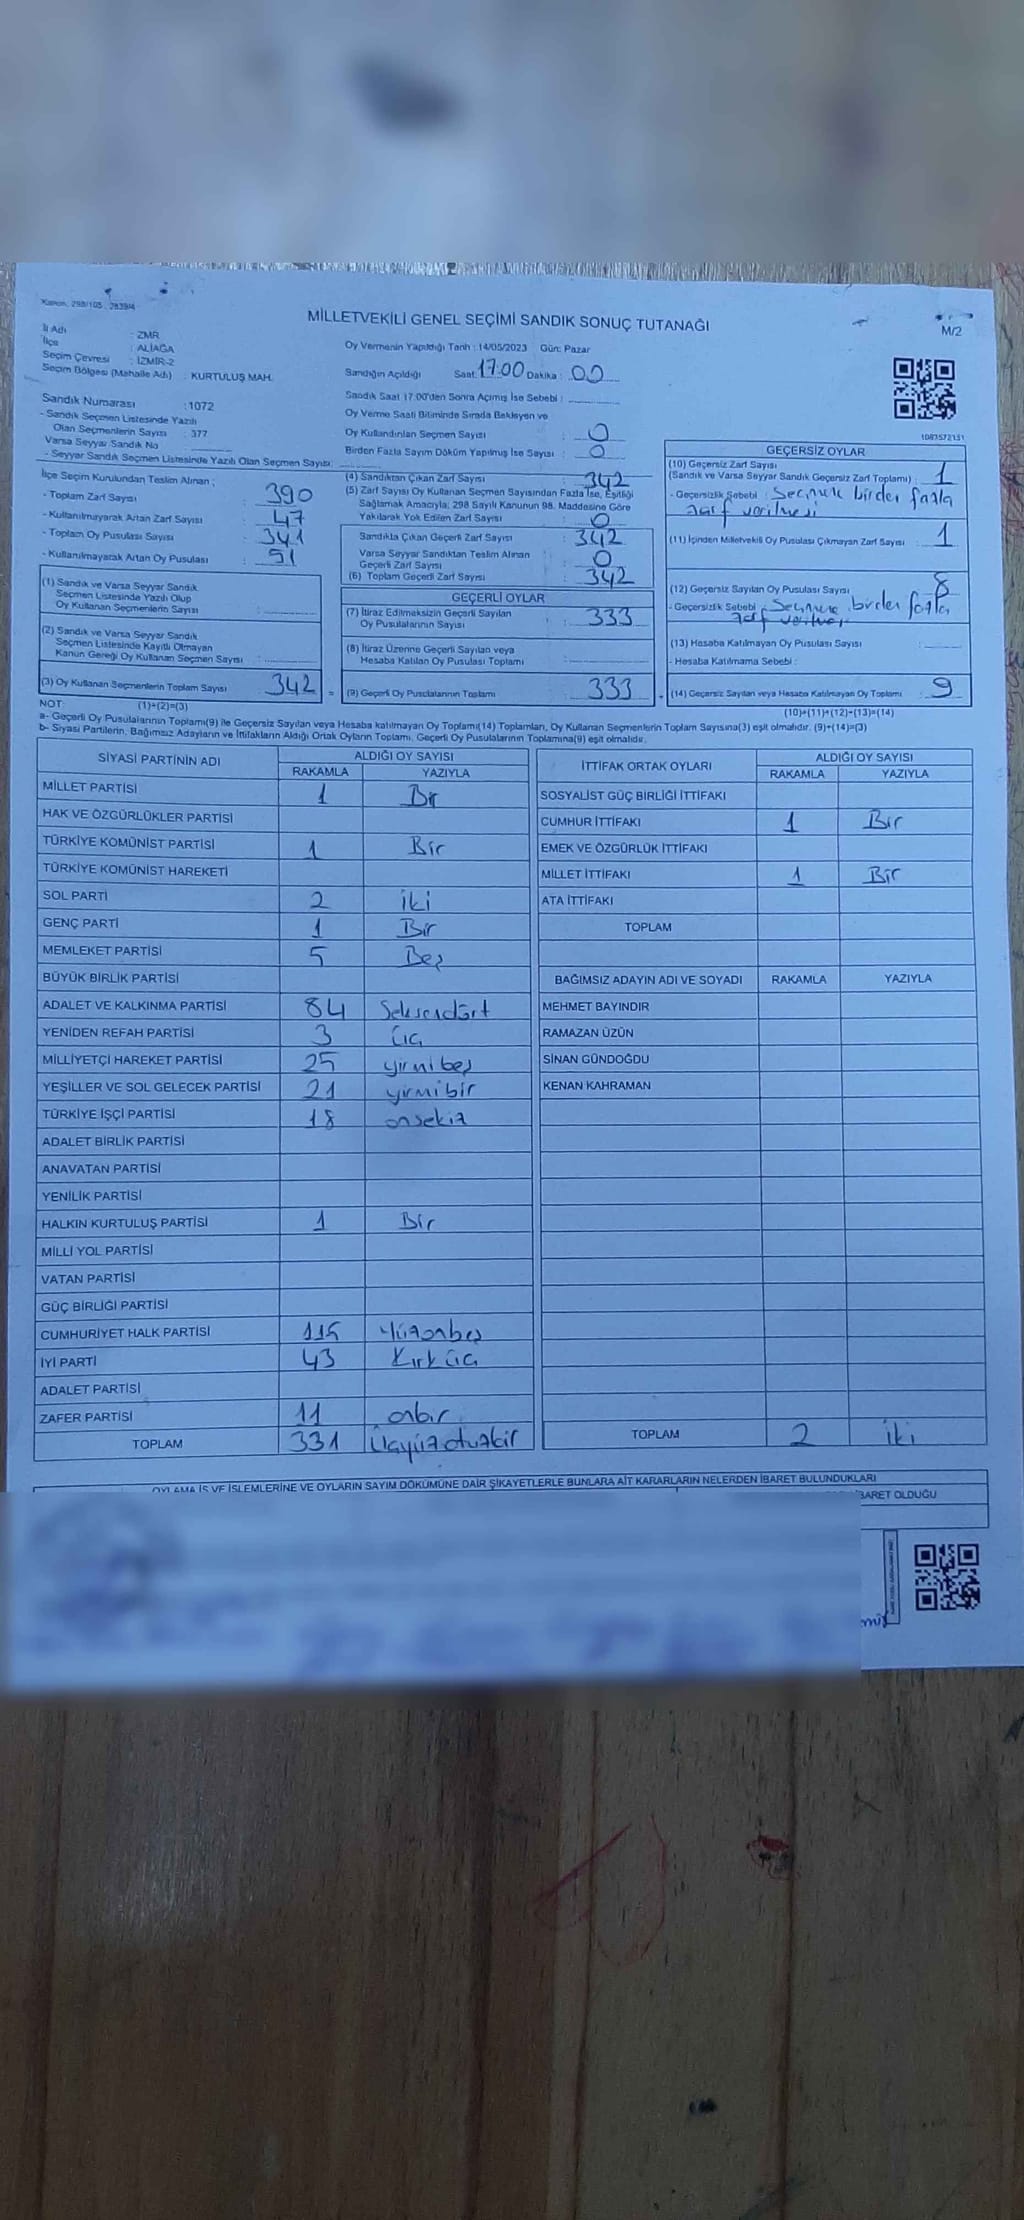 Kanun: 298/105 , 2839/4
MİLLETVEKİLİ GENEL SEÇİMİ SANDIK SONUÇ TUTANAĞI
M/2
İl Adı : ZMR
İlçe : ALİAĞA
Seçim Çevresi : İZMİR-2
Seçim Bölgesi (Mahalle Adı) : KURTULUŞ MAH.
Sandık Numarası : 1072
- Sandık Seçmen Listesinde Yazılı
Olan Seçmenlerin Sayısı : 377
Varsa Seyyar Sandık No :
- Seyyar Sandık Seçmen Listesinde Yazılı Olan Seçmen Sayısı:
Oy Vermenin Yapıldığı Tarih : 14/05/2023 Gün: Pazar
Sandığın Açıldığı Saat: 17:00 Dakika : 00
Sandık Saat 17.00'den Sonra Açımış İse Sebebi :
Oy Verme Saati Bitiminde Sırada Bekleyen ve
Oy Kullandırılan Seçmen Sayısı : 0
Birden Fazla Sayım Döküm Yapılmış İse Sayısı : 0
1087572151
İlçe Seçim Kurulundan Teslim Alınan ;
- Toplam Zarf Sayısı : 390
- Kullanılmayarak Artan Zarf Sayısı : 47
- Toplam Oy Pusulası Sayısı : 341
- Kullanılmayarak Artan Oy Pusulası : 51
(1) Sandık ve Varsa Seyyar Sandık
Seçmen Listesinde Yazılı Olup
Oy Kullanan Seçmenlerin Sayısı :
(2) Sandık ve Varsa Seyyar Sandık
Seçmen Listesinde Kayıtlı Olmayan
Kanun Gereği Oy Kullanan Seçmen Sayısı :
(3) Oy Kullanan Seçmenlerin Toplam Sayısı 342
(4) Sandıktan Çıkan Zarf Sayısı : 342
(5) Zarf Sayısı Oy Kullanan Seçmen Sayısından Fazla İse, Eşitliği
Sağlamak Amacıyla; 298 Sayılı Kanunun 98. Maddesine Göre
Yakılarak Yok Edilen Zarf Sayısı : 0
Sandıkta Çıkan Geçerli Zarf Sayısı : 342
Varsa Seyyar Sandıktan Teslim Alınan
Geçerli Zarf Sayısı : 0
(6) Toplam Geçerli Zarf Sayısı : 342
GEÇERLİ OYLAR
(7) İtiraz Edilmeksizin Geçerli Sayılan
Oy Pusulalarının Sayısı : 333
(8) İtiraz Üzerine Geçerli Sayılan veya
Hesaba Katılan Oy Pusulası Toplamı :
= (9) Geçerli Oy Pusulalarının Toplamı : 333
GEÇERSİZ OYLAR
(10) Geçersiz Zarf Sayısı
(Sandık ve Varsa Seyyar Sandık Geçersiz Zarf Toplamı) : 1
- Geçersizlik Sebebi : Seçmene birden fazla
zarf verilmesi
(11) İçinden Milletvekili Oy Pusulası Çıkmayan Zarf Sayısı : 1
(12) Geçersiz Sayılan Oy Pusulası Sayısı : 8
- Geçersizlik Sebebi : Seçmene birden fazla
zarf
(13) Hesaba Katılmayan Oy Pusulası Sayısı :
- Hesaba Katılmama Sebebi :
(14) Geçersiz Sayılan veya Hesaba Katılmayan Oy Toplamı : 9
NOT: (1)+(2)=(3)
(10)+(11)+(12)+(13)=(14)
a- Geçerli Oy Pusulalarının Toplamı(9) ile Geçersiz Sayılan veya Hesaba katılmayan Oy Toplamı(14) Toplamları, Oy Kullanan Seçmenlerin Toplam Sayısına(3) eşit olmalıdır. (9)+(14)=(3)
b- Siyasi Partilerin, Bağımsız Adayların ve İttifakların Aldığı Ortak Oyların Toplamı, Geçerli Oy Pusulalarının Toplamına(9) eşit olmalıdır.
SİYASİ PARTİNİN ADI ALDIĞI OY SAYISI
RAKAMLA YAZIYLA
MİLLET PARTİSİ 1 Bir
HAK VE ÖZGÜRLÜKLER PARTİSİ
TÜRKİYE KOMÜNİST PARTİSİ 1 Bir
TÜRKİYE KOMÜNİST HAREKETİ
SOL PARTİ 2 iki
GENÇ PARTİ 1 Bir
MEMLEKET PARTİSİ 5 Beş
BÜYÜK BİRLİK PARTİSİ
ADALET VE KALKINMA PARTİSİ 84 Seksendört
YENİDEN REFAH PARTİSİ 3 üç
MİLLİYETÇİ HAREKET PARTİSİ 25 yirmibeş
YEŞİLLER VE SOL GELECEK PARTİSİ 21 yirmibir
TÜRKİYE İŞÇİ PARTİSİ 18 onsekiz
ADALET BİRLİK PARTİSİ
ANAVATAN PARTİSİ
YENİLİK PARTİSİ
HALKIN KURTULUŞ PARTİSİ 1 Bir
MİLLİ YOL PARTİSİ
VATAN PARTİSİ
GÜÇ BİRLİĞİ PARTİSİ
CUMHURİYET HALK PARTİSİ 115 Yüzonbeş
İYİ PARTİ 43 Kırküç
ADALET PARTİSİ
ZAFER PARTİSİ 11 onbir
TOPLAM 331 Üçyüzotuzbir
İTTİFAK ORTAK OYLARI ALDIĞI OY SAYISI
RAKAMLA YAZIYLA
SOSYALİST GÜÇ BİRLİĞİ İTTİFAKI
CUMHUR İTTİFAKI 1 Bir
EMEK VE ÖZGÜRLÜK İTTİFAKI
MİLLET İTTİFAKI 1 Bir
ATA İTTİFAKI
TOPLAM
BAĞIMSIZ ADAYIN ADI VE SOYADI RAKAMLA YAZIYLA
MEHMET BAYINDIR
RAMAZAN ÜZÜN
SİNAN GÜNDOĞDU
KENAN KAHRAMAN
TOPLAM 2 iki
OYLAMA İŞ VE İŞLEMLERİNE VE OYLARIN SAYIM DÖKÜMÜNE DAİR ŞİKAYETLERLE BUNLARA AİT KARARLARIN NELERDEN İBARET BULUNDUKLARI
İBARET OLDUĞU